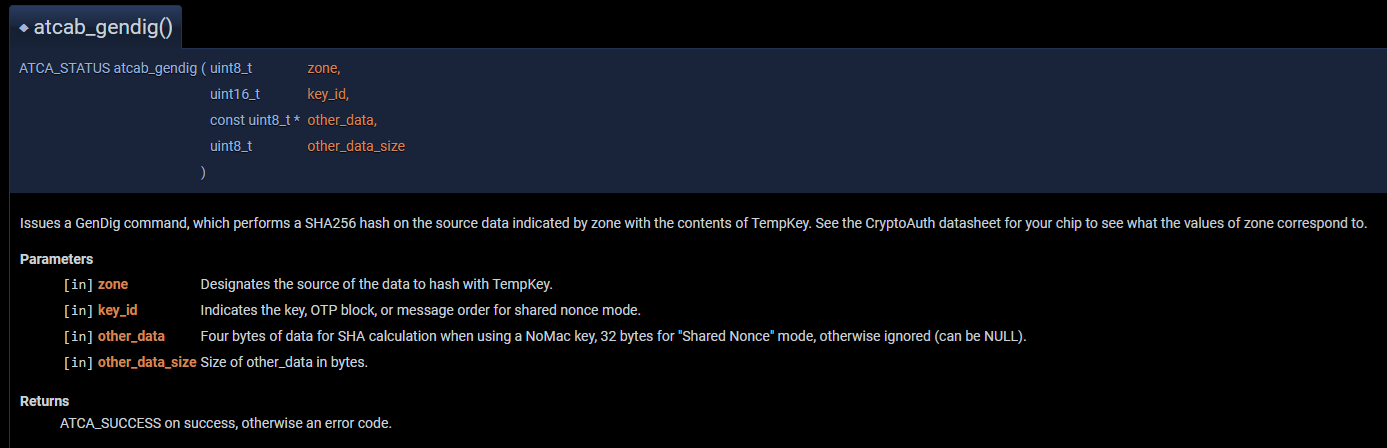 ◆ atcab_gendig()
ATCA_STATUS atcab_gendig ( uint8_t zone,
uint16_t key_id,
const uint8_t * other_data,
uint8_t other_data_size
)
Issues a GenDig command, which performs a SHA256 hash on the source data indicated by zone with the contents of TempKey. See the CryptoAuth datasheet for your chip to see what the values of zone correspond to.
Parameters
[in] zone Designates the source of the data to hash with TempKey.
[in] key_id Indicates the key, OTP block, or message order for shared nonce mode.
[in] other_data Four bytes of data for SHA calculation when using a NoMac key, 32 bytes for "Shared Nonce" mode, otherwise ignored (can be NULL).
[in] other_data_size Size of other_data in bytes.
Returns
ATCA_SUCCESS on success, otherwise an error code.